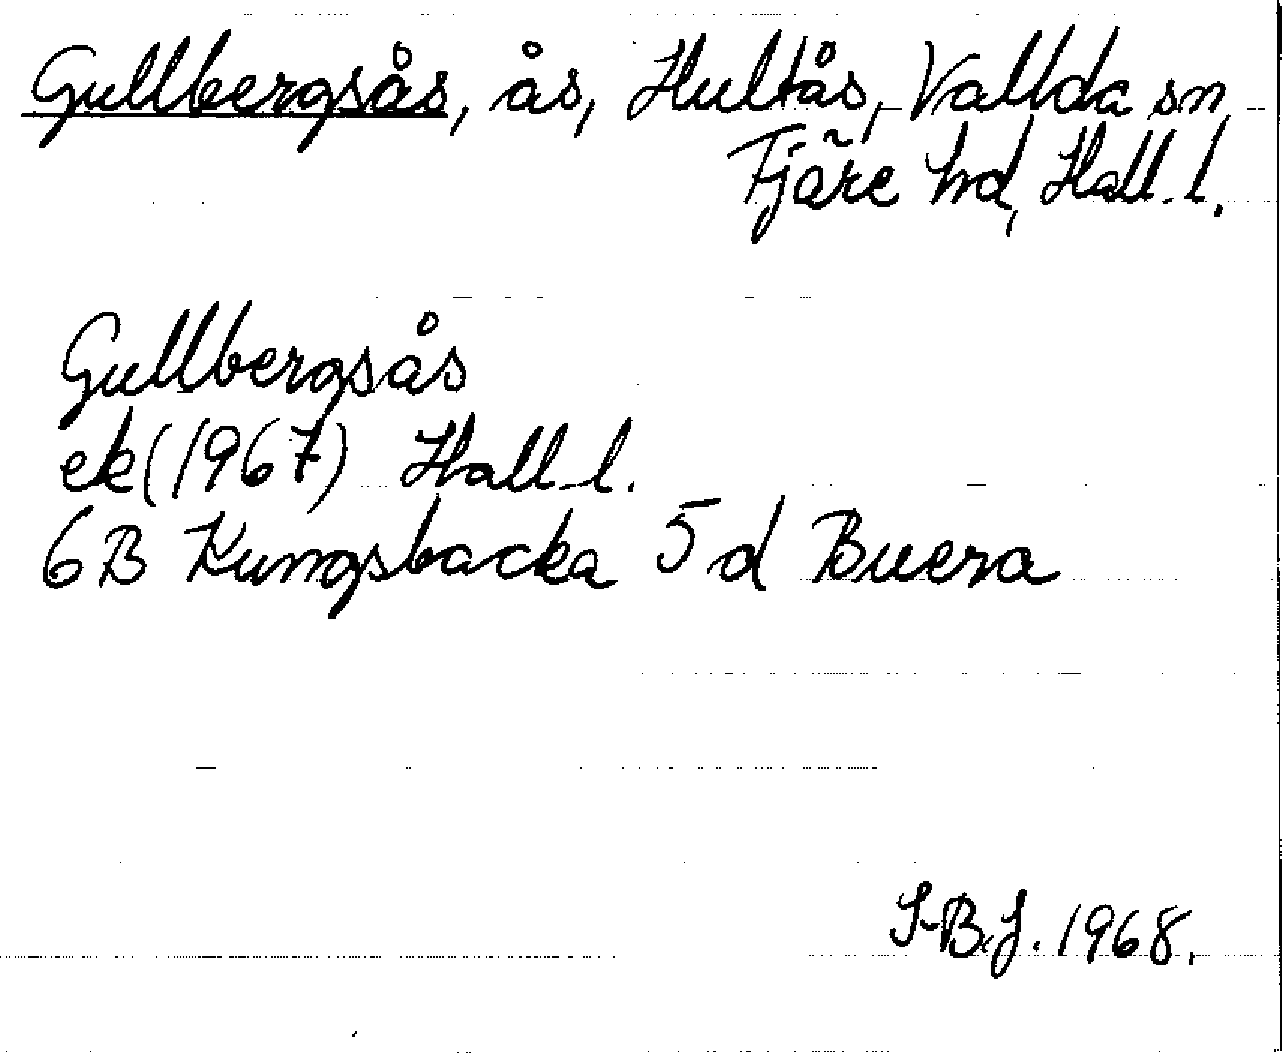 Gullbergsås, ås, Hultås, Vallda sn,
Fjäre hd, Hall. l.
Gullbergsås
ek (1967) Hall. l.
6B Kungsbacka 5 d Buera
S-B.J. 1968.